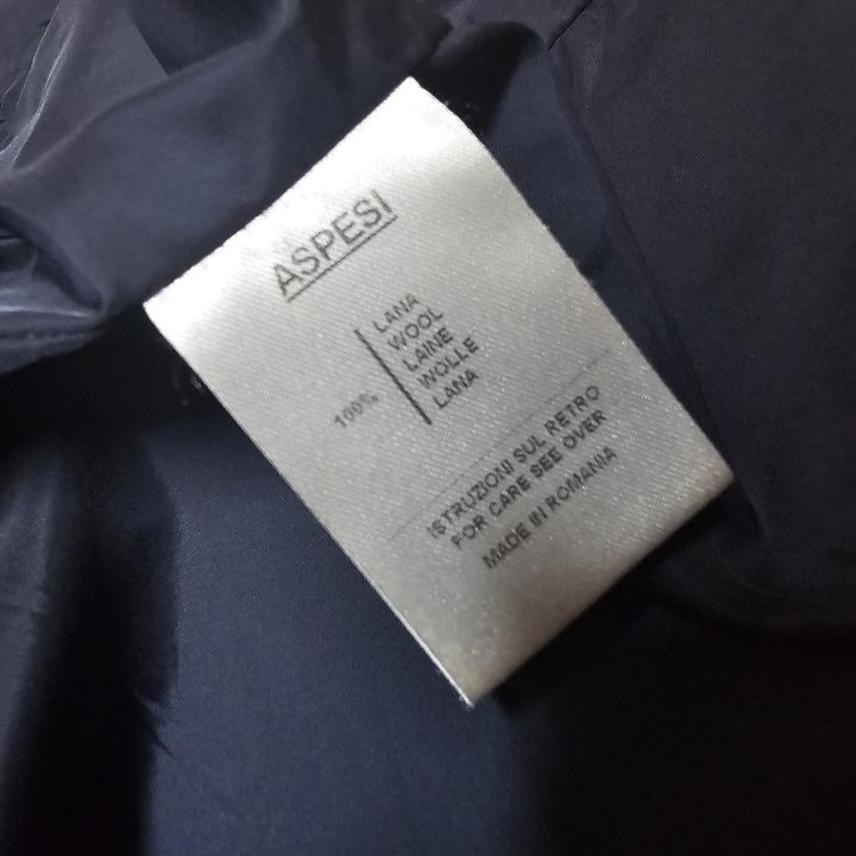 ASPESI
100%
LANA
WOOL
LAINE
WOLLE
LANA
ISTRUZIONI SUL RETRO
FOR CARE SEE OVER
MADE IN ROMANIA